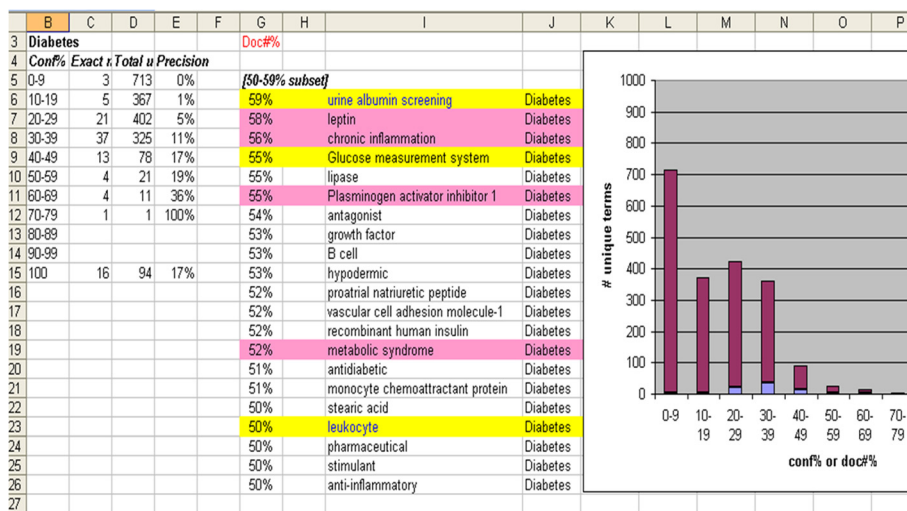 B C D E F G H I J K L M N O P
3 Diabetes Doc#%
4 Conf% Exact Total u Precision
5 0-9 3 713 0% [50-59% subset]
6 10-19 5 367 1% 59% urine albumin screening Diabetes
7 20-29 21 402 5% 58% leptin Diabetes
8 30-39 37 325 11% 56% chronic inflammation Diabetes
9 40-49 13 78 17% 55% Glucose measurement system Diabetes
10 50-59 4 21 19% 55% lipase Diabetes
11 60-69 4 11 36% 55% Plasminogen activator inhibitor 1 Diabetes
12 70-79 1 1 100% 54% antagonist Diabetes
13 80-89 53% growth factor Diabetes
14 90-99 53% B cell Diabetes
15 100 16 94 17% 53% hypodermic Diabetes
16 52% proatrial natriuretic peptide Diabetes
17 52% vascular cell adhesion molecule-1 Diabetes
18 52% recombinant human insulin Diabetes
19 52% metabolic syndrome Diabetes
20 51% antidiabetic Diabetes
21 51% monocyte chemoattractant protein Diabetes
22 50% stearic acid Diabetes
23 50% leukocyte Diabetes
24 50% pharmaceutical Diabetes
25 50% stimulant Diabetes
26 50% anti-inflammatory Diabetes
27
1000
900
800
700
600
500
400
300
200
100
0
# unique terms
0-9 10-19 20-29 30-39 40-49 50-59 60-69 70-79
conf% or doc#%